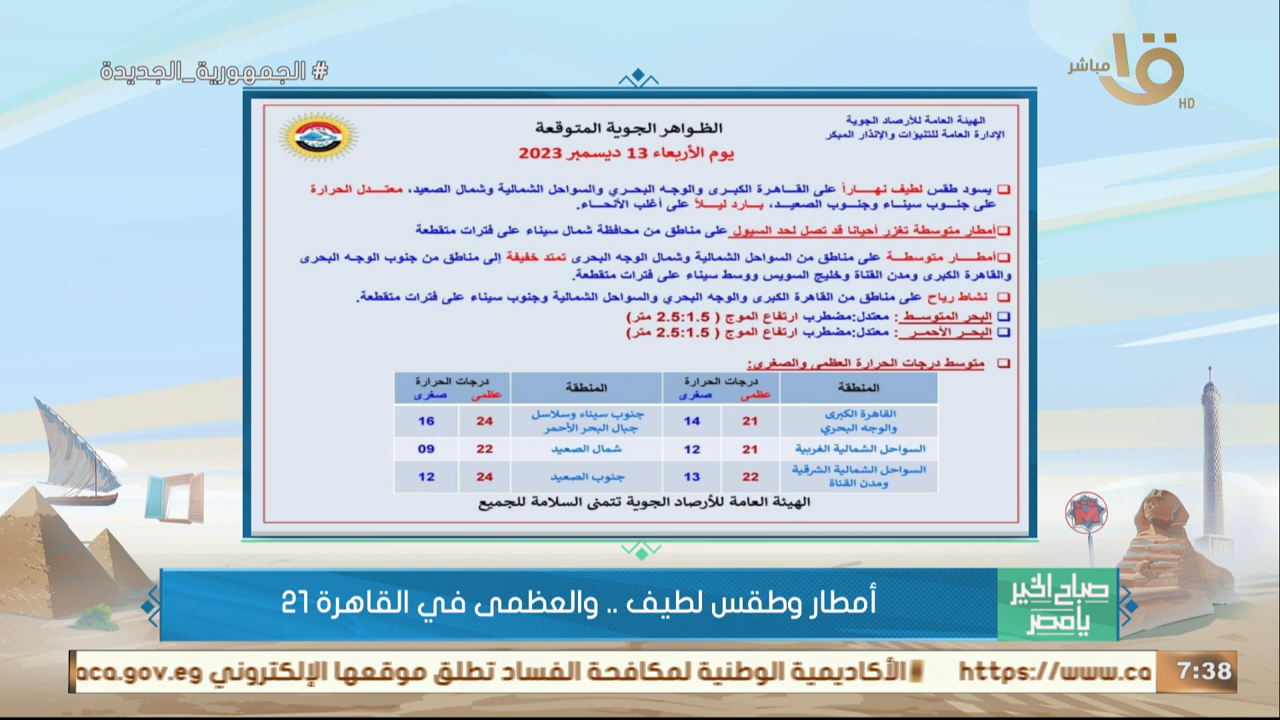 # الجمهورية_الجديدة
مباشر
HD
الهيئة العامة للأرصاد الجوية
الإدارة العامة للتنبؤات والإنذار المبكر
الظواهر الجوية المتوقعة
يوم الأربعاء 13 ديسمبر 2023
يسود طقس لطيف نهاراً على القاهرة الكبرى والوجه البحري والسواحل الشمالية وشمال الصعيد، معتدل الحرارة
على جنوب سيناء وجنوب الصعيد، بارد ليلاً على أغلب الأنحاء.
أمطار متوسطة تغزر أحيانا قد تصل لحد السيول على مناطق من محافظة شمال سيناء على فترات متقطعة
أمطار متوسطة على مناطق من السواحل الشمالية وشمال الوجه البحرى تمتد خفيفة إلى مناطق من جنوب الوجه البحرى
والقاهرة الكبرى ومدن القناة وخليج السويس ووسط سيناء على فترات متقطعة.
نشاط رياح على مناطق من القاهرة الكبرى والوجه البحري والسواحل الشمالية وجنوب سيناء على فترات متقطعة.
البحر المتوسط : معتدل:مضطرب ارتفاع الموج ( 2.5:1.5 متر)
البحر الأحمر : معتدل:مضطرب ارتفاع الموج ( 2.5:1.5 متر)
متوسط درجات الحرارة العظمى والصغرى:
المنطقة درجات الحرارة المنطقة درجات الحرارة
عظمى صغرى عظمى صغرى
القاهرة الكبرى والوجه البحري 21 14 جنوب سيناء وسلاسل جبال البحر الأحمر 24 16
السواحل الشمالية الغربية 21 12 شمال الصعيد 22 09
السواحل الشمالية الشرقية ومدن القناة 22 13 جنوب الصعيد 24 12
الهيئة العامة للأرصاد الجوية تتمنى السلامة للجميع
صباح الخير
يا مصر
أمطار وطقس لطيف .. والعظمى في القاهرة 21
7:38
https://www.ca
الأكاديمية الوطنية لمكافحة الفساد تطلق موقعها الإلكتروني aca.gov.eg